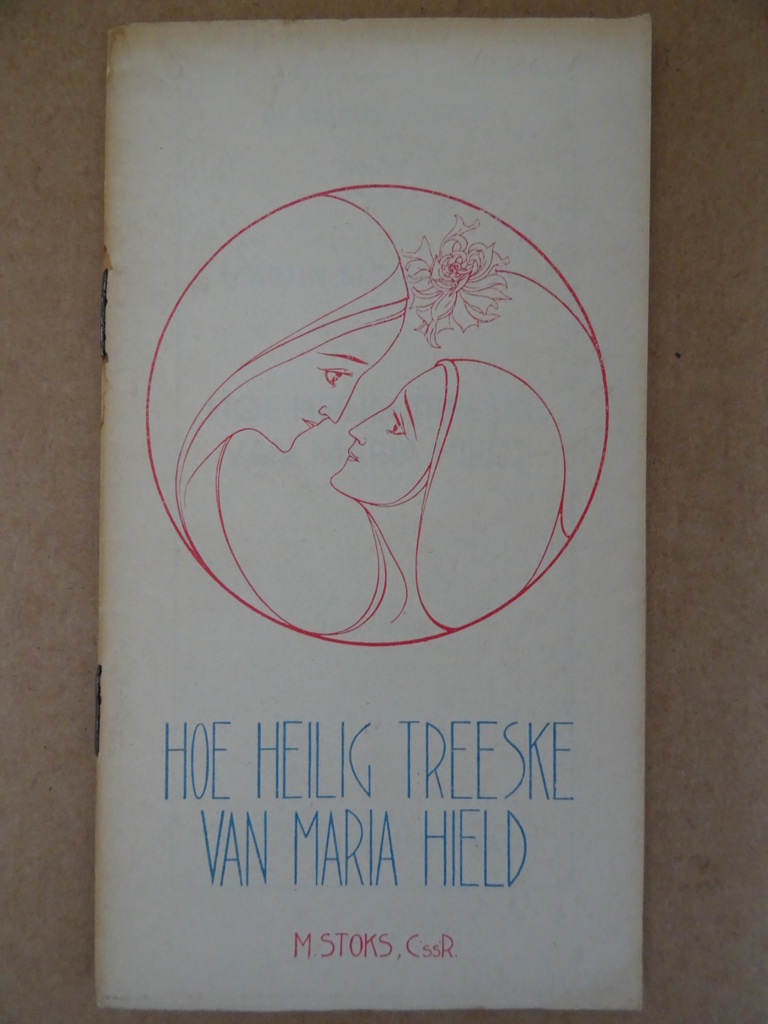 HOE HEILIG TREESKE
VAN MARIA HIELD
M. STOKS, CssR.